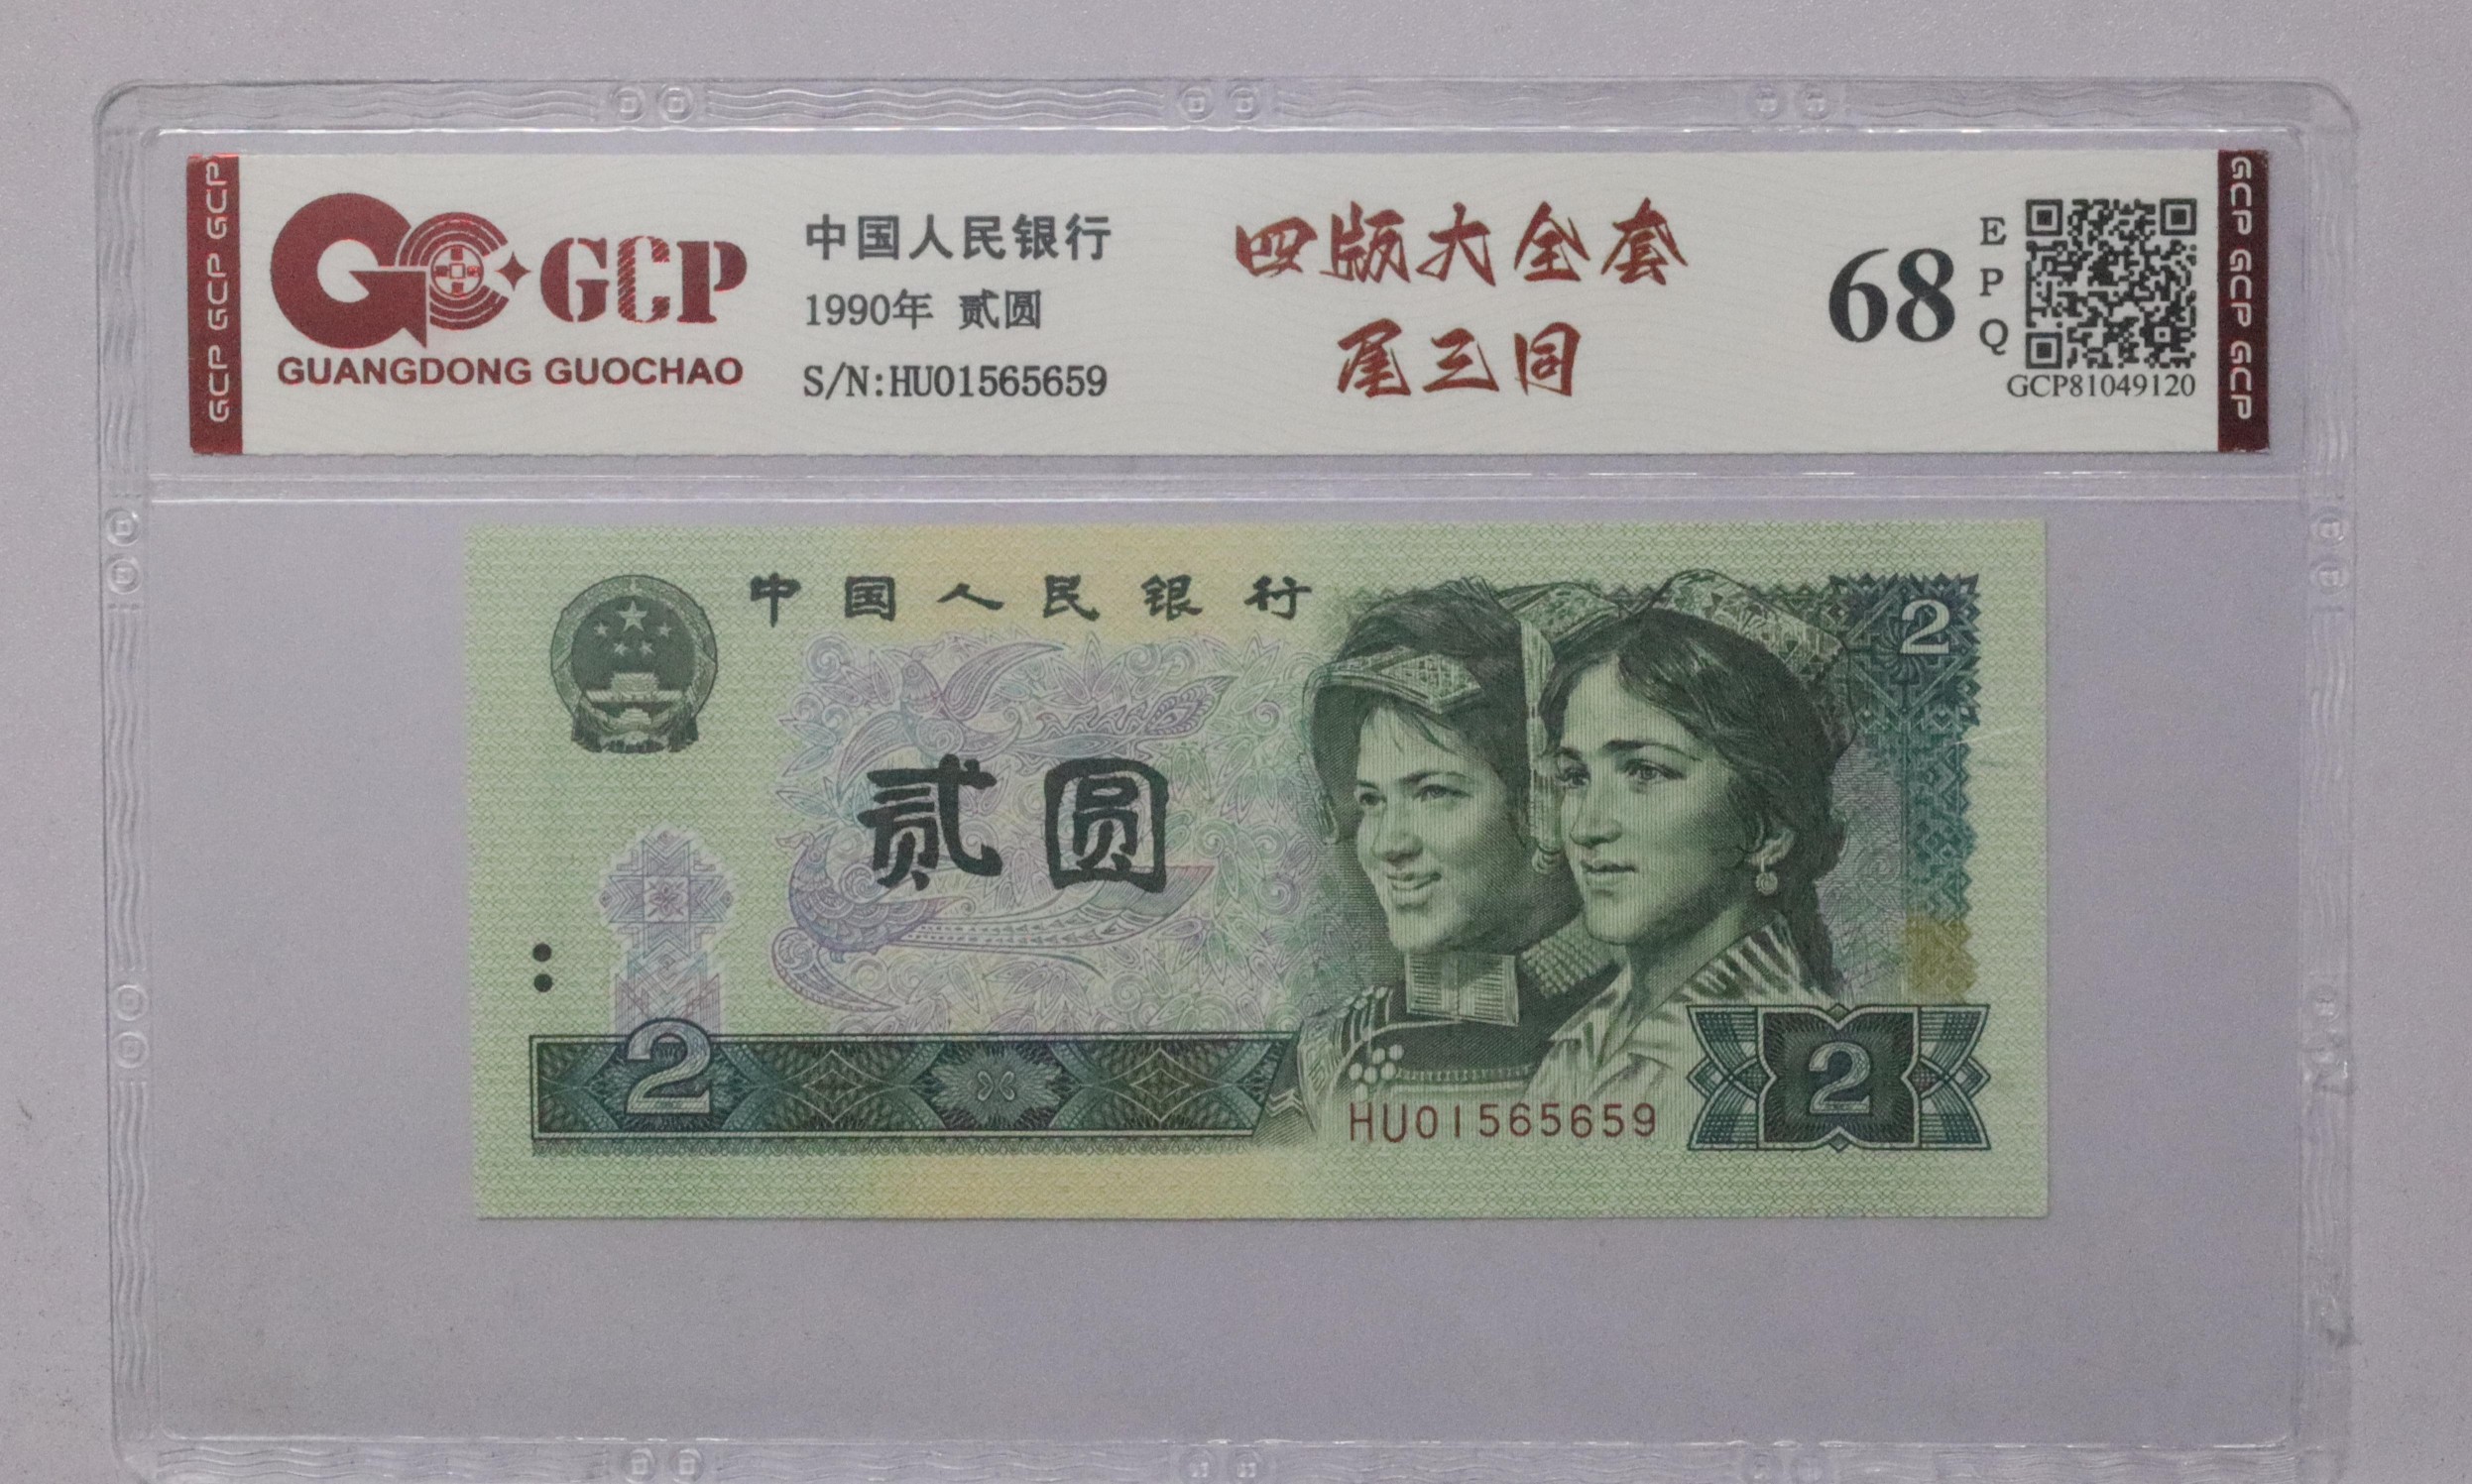 GCP GCP GCP
GCP
GUANGDONG GUOCHAO
中国人民银行
1990年 贰圆
S/N:HU01565659
四版大全套
尾三同
68
EPQ
GCP81049120
GCP GCP GCP
中国人民银行
2
贰圆
2
HU01565659
2